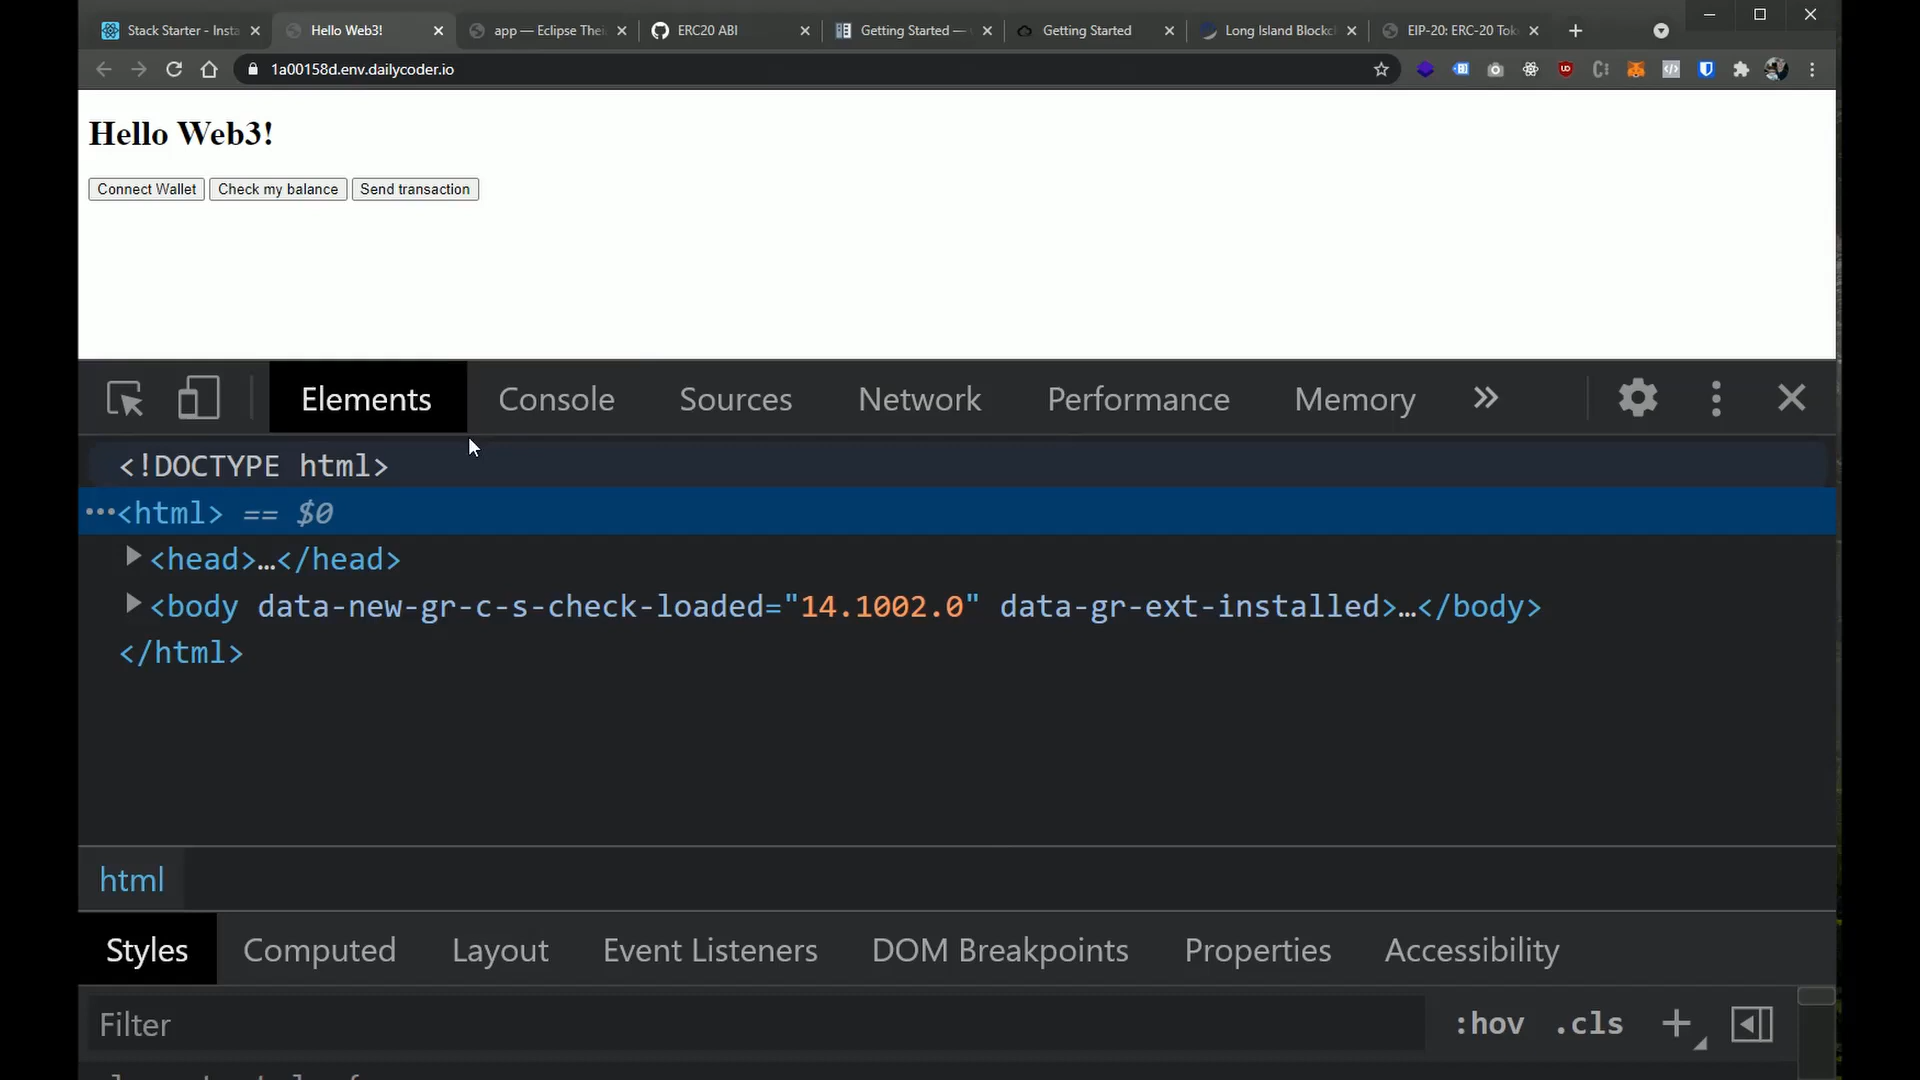 Stack Starter - Insta
Hello Web3!
app — Eclipse Thei
ERC20 ABI
Getting Started —
Getting Started
Long Island Blockc
EIP-20: ERC-20 Tok
1a00158d.env.dailycoder.io
Hello Web3!
Connect Wallet Check my balance Send transaction
Elements Console Sources Network Performance Memory
<!DOCTYPE html>
<html> == $0
<head>…</head>
<body data-new-gr-c-s-check-loaded="14.1002.0" data-gr-ext-installed>…</body>
</html>
html
Styles Computed Layout Event Listeners DOM Breakpoints Properties Accessibility
Filter :hov .cls